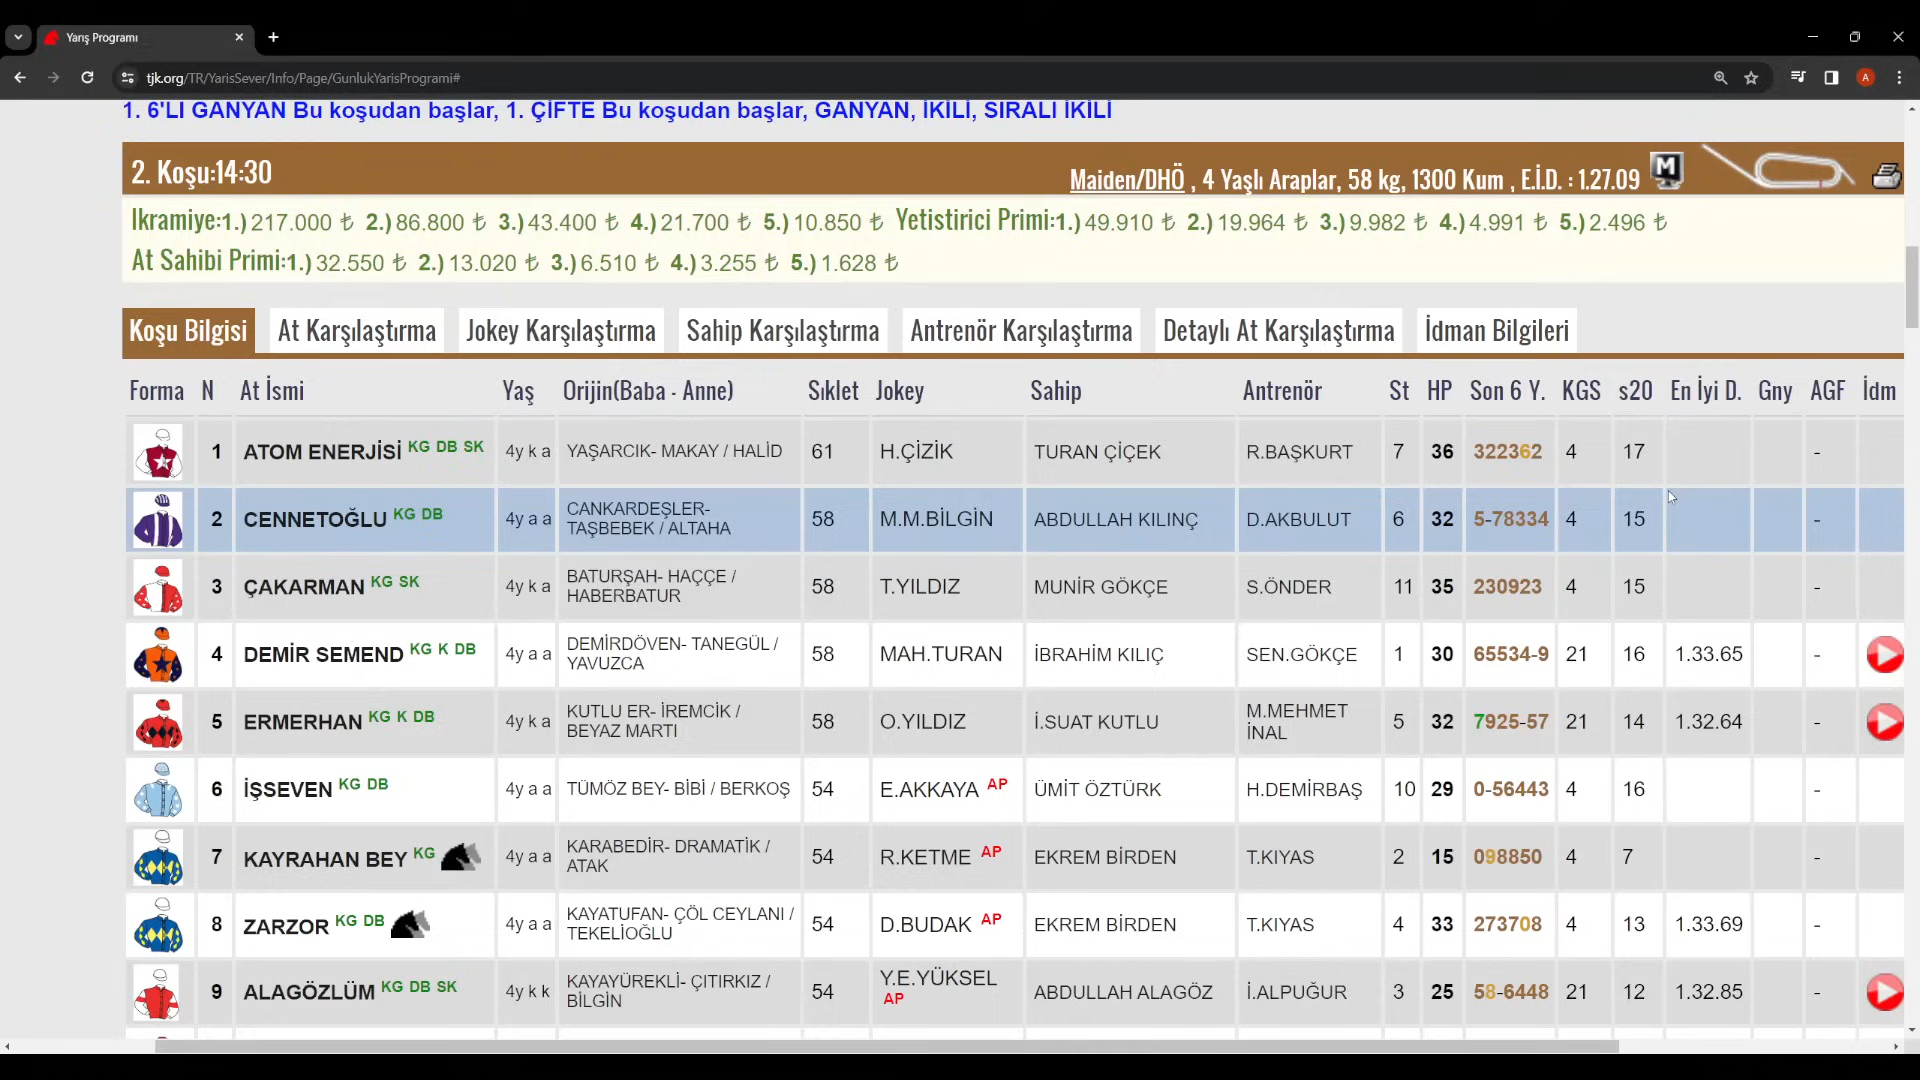 Yarış Programı
tjk.org/TR/YarisSever/Info/Page/GunlukYarisProgrami#
A
1. 6'LI GANYAN Bu koşudan başlar, 1. ÇİFTE Bu koşudan başlar, GANYAN, İKİLİ, SIRALI İKİLİ
2. Koşu:14:30
Maiden/DHÖ , 4 Yaşlı Araplar, 58 kg, 1300 Kum , E.İ.D. : 1.27.09
M
Ikramiye:1.) 217.000 ₺ 2.) 86.800 ₺ 3.) 43.400 ₺ 4.) 21.700 ₺ 5.) 10.850 ₺ Yetistirici Primi:1.) 49.910 ₺ 2.) 19.964 ₺ 3.) 9.982 ₺ 4.) 4.991 ₺ 5.) 2.496 ₺
At Sahibi Primi:1.) 32.550 ₺ 2.) 13.020 ₺ 3.) 6.510 ₺ 4.) 3.255 ₺ 5.) 1.628 ₺
Koşu Bilgisi At Karşılaştırma Jokey Karşılaştırma Sahip Karşılaştırma Antrenör Karşılaştırma Detaylı At Karşılaştırma İdman Bilgileri
Forma N At İsmi Yaş Orijin(Baba - Anne) Sıklet Jokey Sahip Antrenör St HP Son 6 Y. KGS s20 En İyi D. Gny AGF İdm
1 ATOM ENERJİSİ KG DB SK 4y k a YAŞARCIK- MAKAY / HALİD 61 H.ÇİZİK TURAN ÇİÇEK R.BAŞKURT 7 36 322362 4 17 -
2 CENNETOĞLU KG DB 4y a a CANKARDEŞLER- TAŞBEBEK / ALTAHA 58 M.M.BİLGİN ABDULLAH KILINÇ D.AKBULUT 6 32 5-78334 4 15 -
3 ÇAKARMAN KG SK 4y k a BATURŞAH- HAÇÇE / HABERBATUR 58 T.YILDIZ MUNİR GÖKÇE S.ÖNDER 11 35 230923 4 15 -
4 DEMİR SEMEND KG K DB 4y a a DEMİRDÖVEN- TANEGÜL / YAVUZCA 58 MAH.TURAN İBRAHİM KILIÇ SEN.GÖKÇE 1 30 65534-9 21 16 1.33.65 -
5 ERMERHAN KG K DB 4y k a KUTLU ER- İREMCİK / BEYAZ MARTI 58 O.YILDIZ İ.SUAT KUTLU M.MEHMET İNAL 5 32 7925-57 21 14 1.32.64 -
6 İŞSEVEN KG DB 4y a a TÜMÖZ BEY- BİBİ / BERKOŞ 54 E.AKKAYA AP ÜMİT ÖZTÜRK H.DEMİRBAŞ 10 29 0-56443 4 16 -
7 KAYRAHAN BEY KG 4y a a KARABEDİR- DRAMATİK / ATAK 54 R.KETME AP EKREM BİRDEN T.KIYAS 2 15 098850 4 7 -
8 ZARZOR KG DB 4y a a KAYATUFAN- ÇÖL CEYLANI / TEKELİOĞLU 54 D.BUDAK AP EKREM BİRDEN T.KIYAS 4 33 273708 4 13 1.33.69 -
9 ALAGÖZLÜM KG DB SK 4y k k KAYAYÜREKLİ- ÇITIRKIZ / BİLGİN 54 Y.E.YÜKSEL AP ABDULLAH ALAGÖZ İ.ALPUĞUR 3 25 58-6448 21 12 1.32.85 -